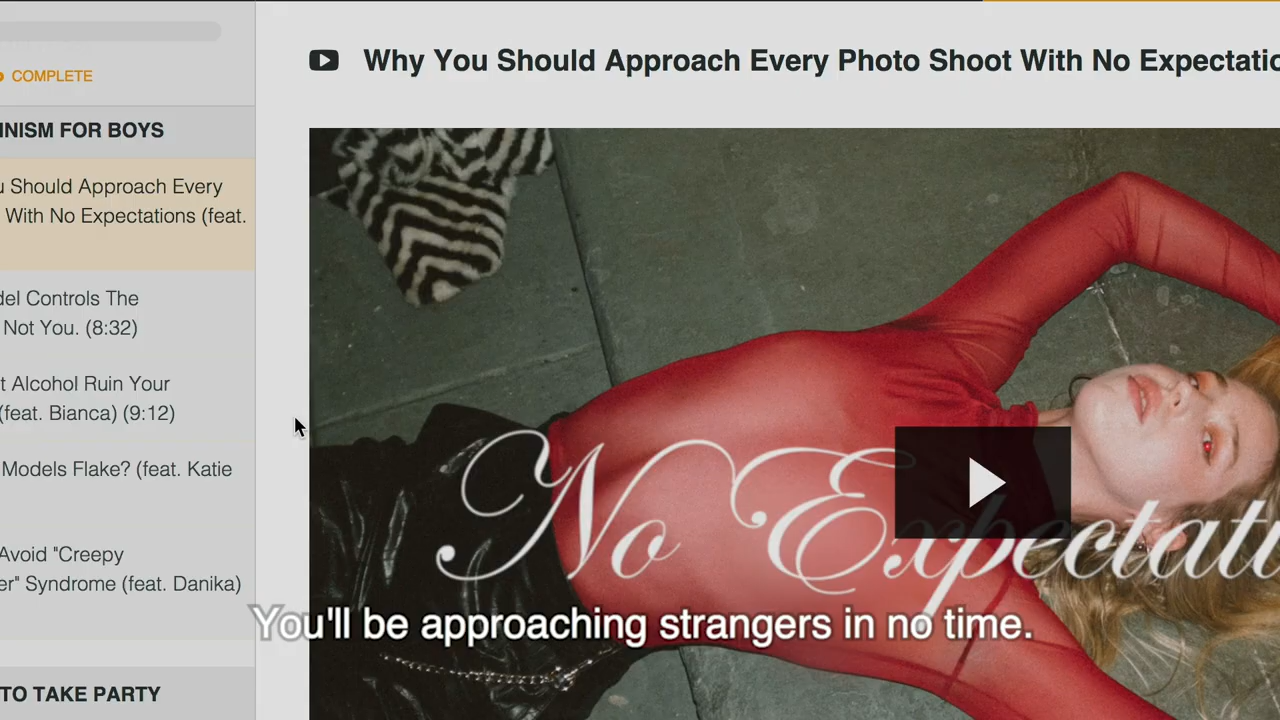 COMPLETE
NISM FOR BOYS
Should Approach Every
With No Expectations (feat.
del Controls The
Not You. (8:32)
t Alcohol Ruin Your
(feat. Bianca) (9:12)
Models Flake? (feat. Katie
Avoid "Creepy
er" Syndrome (feat. Danika)
TO TAKE PARTY
Why You Should Approach Every Photo Shoot With No Expectatio
No Expectati
You'll be approaching strangers in no time.